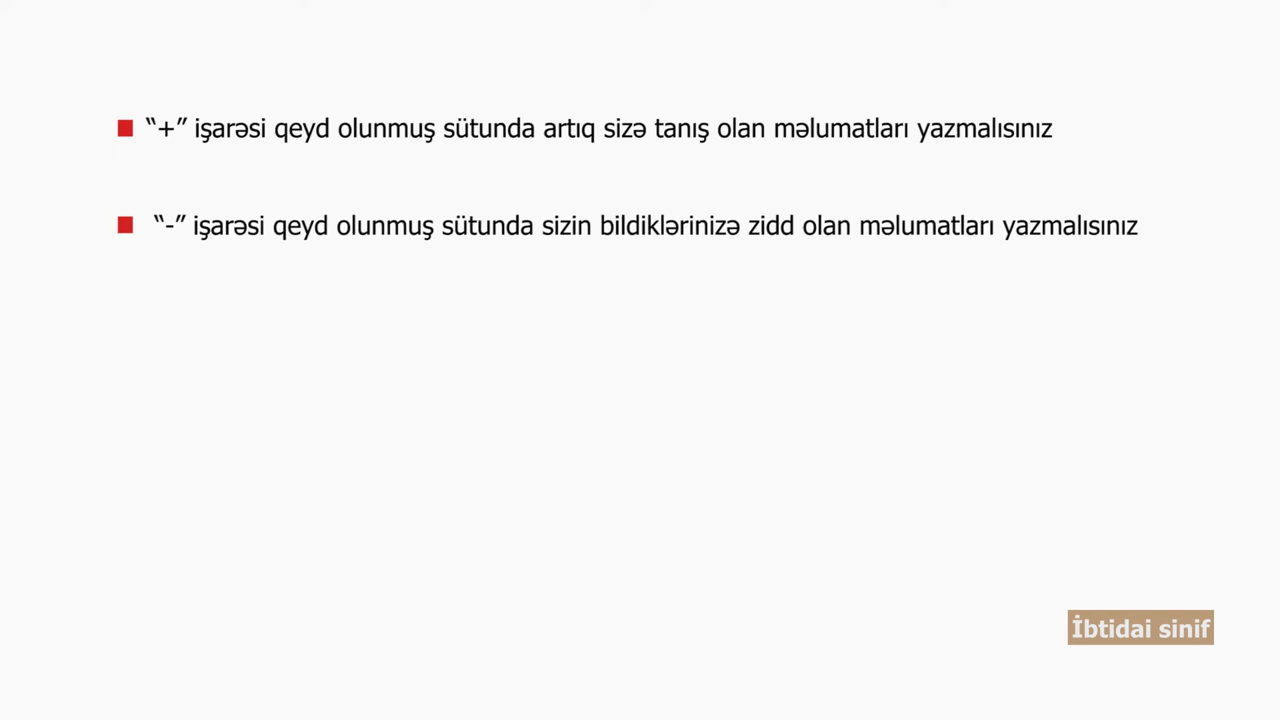 “+” işarəsi qeyd olunmuş sütunda artıq sizə tanış olan məlumatları yazmalısınız
“-” işarəsi qeyd olunmuş sütunda sizin bildiklərinizə zidd olan məlumatları yazmalısınız
İbtidai sinif